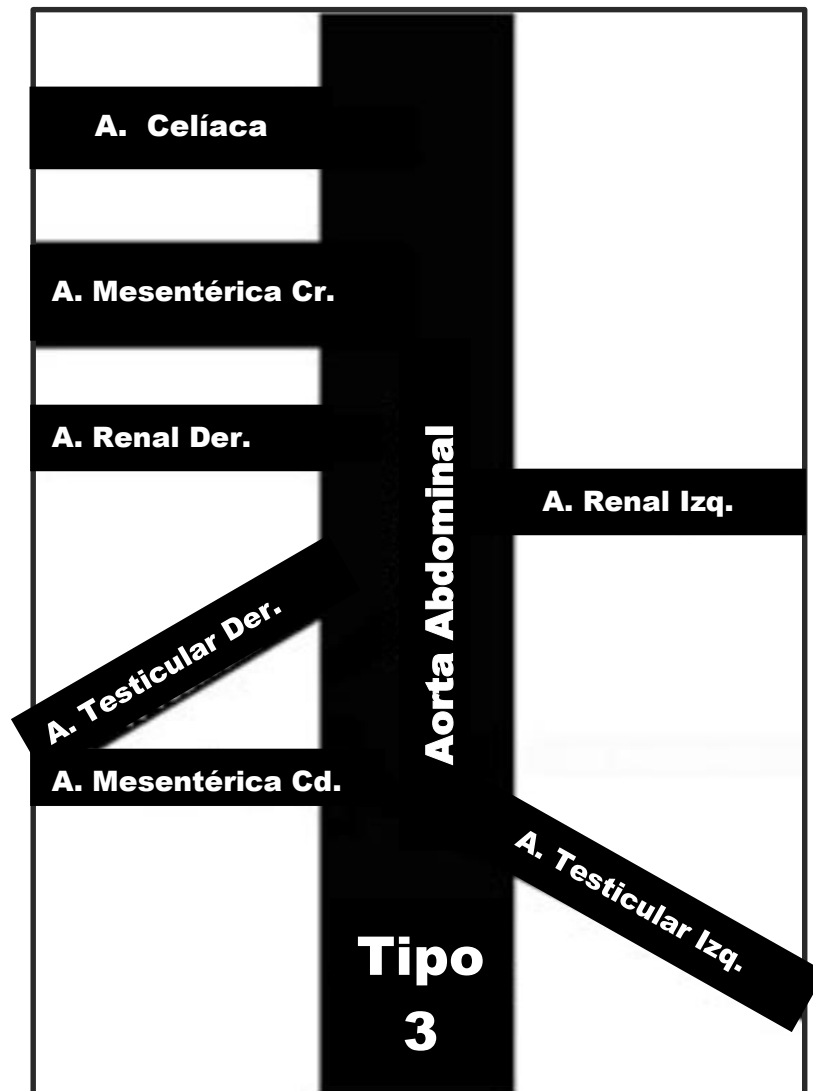 A. Celíaca
A. Mesentérica Cr.
A. Renal Der.
A. Renal Izq.
Aorta Abdominal
A. Testicular Der.
A. Mesentérica Cd.
A. Testicular Izq.
Tipo
3